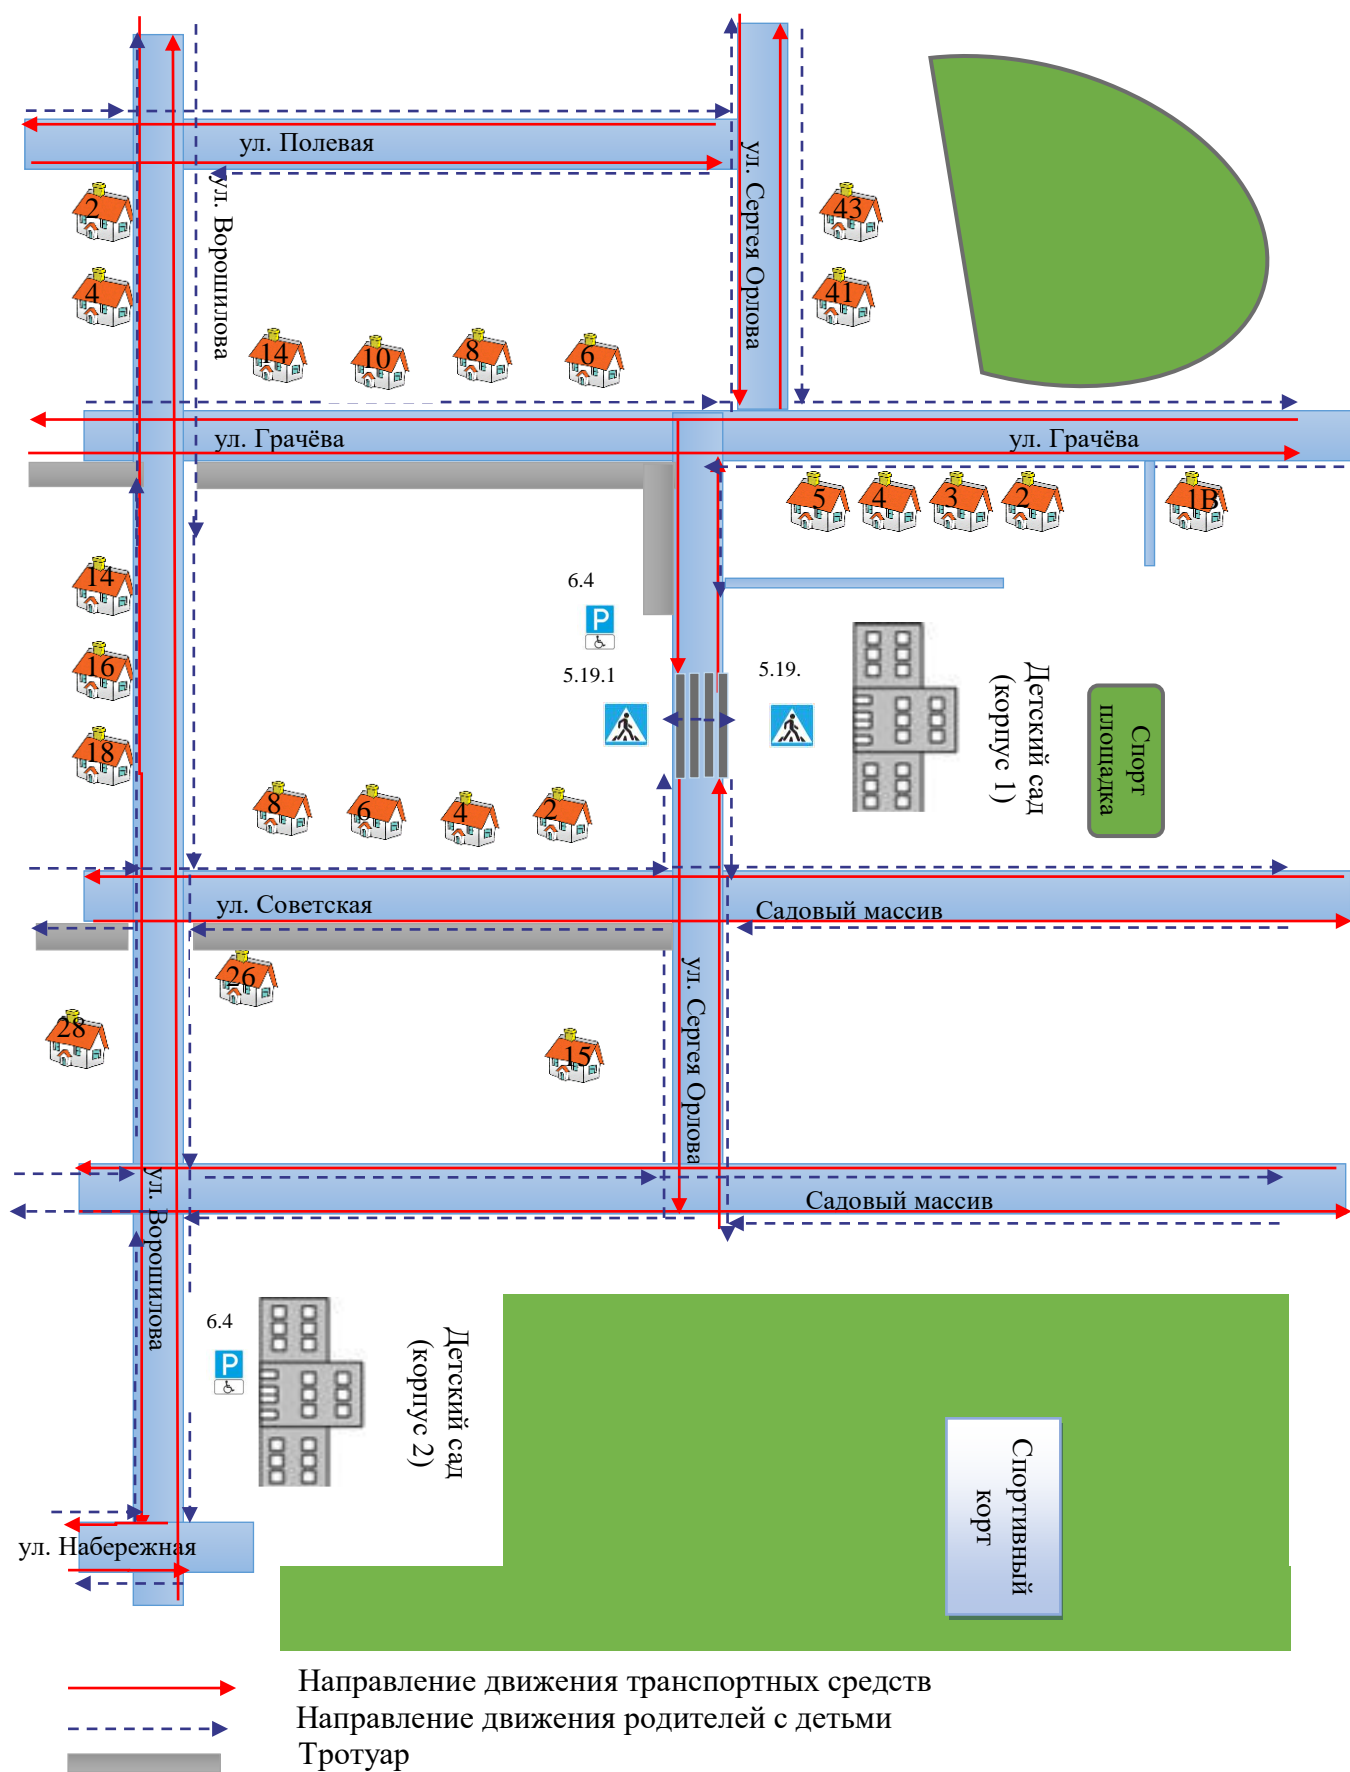 ул. Полевая
ул. Ворошилова
ул. Сергея Орлова
2
43
4
41
14
10
8
6
ул. Грачёва
ул. Грачёва
5
4
3
2
1В
14
6.4
P
16
5.19.1
5.19.
Детский сад
(корпус 1)
Спорт
площадка
18
8
6
4
2
ул. Советская
Садовый массив
26
ул. Сергея Орлова
28
15
ул. Ворошилова
Садовый массив
6.4
P
Детский сад
(корпус 2)
Спортивный
корт
ул. Набережная
Направление движения транспортных средств
Направление движения родителей с детьми
Тротуар